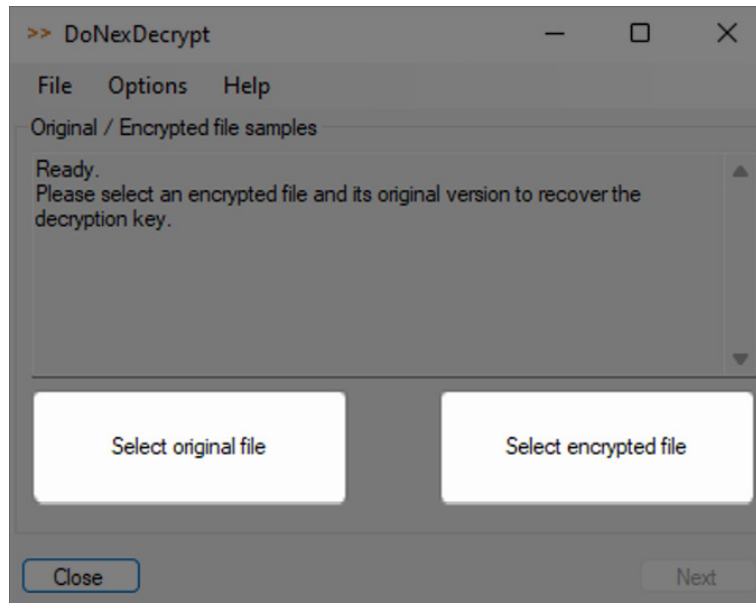 >> DoNexDecrypt
File Options Help
Original / Encrypted file samples
Ready.
Please select an encrypted file and its original version to recover the
decryption key.
Select original file
Select encrypted file
Close
Next